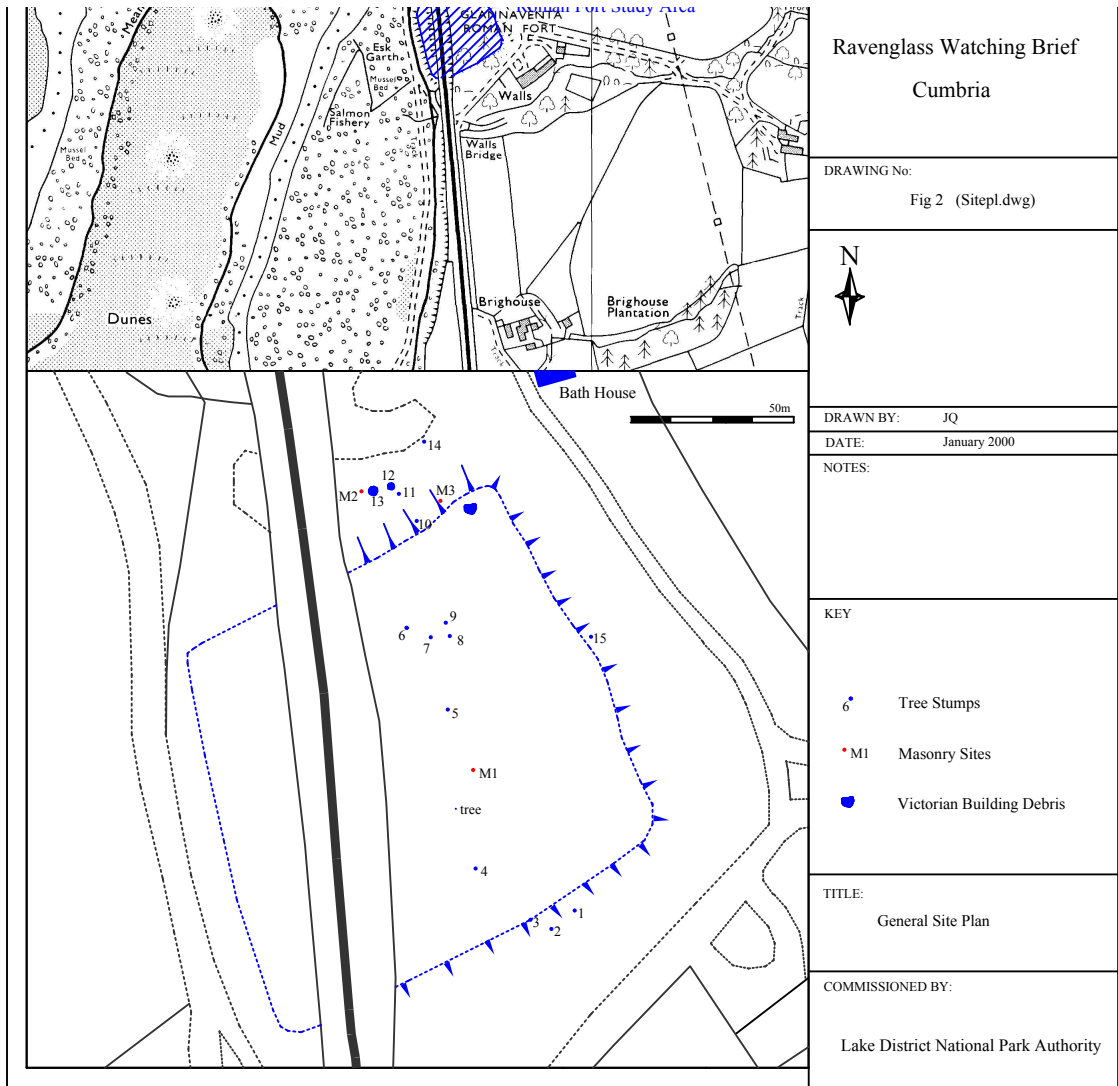 Roman Fort Study Area
GLANNAVENTA
ROMAN FORT
Esk
Garth
Mussel
Bed
Walls
Salmon
Fishery
Track
Walls
Bridge
Mussel
Bed
Mud
Dunes
Brighouse
Brighouse
Plantation
Track
Track
Bath House
50m
14
12
M2
13
11
M3
10
9
6
7
8
15
5
M1
tree
4
3
1
2
Ravenglass Watching Brief
Cumbria
DRAWING No:
Fig 2 (Sitepl.dwg)
N
DRAWN BY: JQ
DATE: January 2000
NOTES:
KEY
6 Tree Stumps
M1 Masonry Sites
Victorian Building Debris
TITLE:
General Site Plan
COMMISSIONED BY:
Lake District National Park Authority